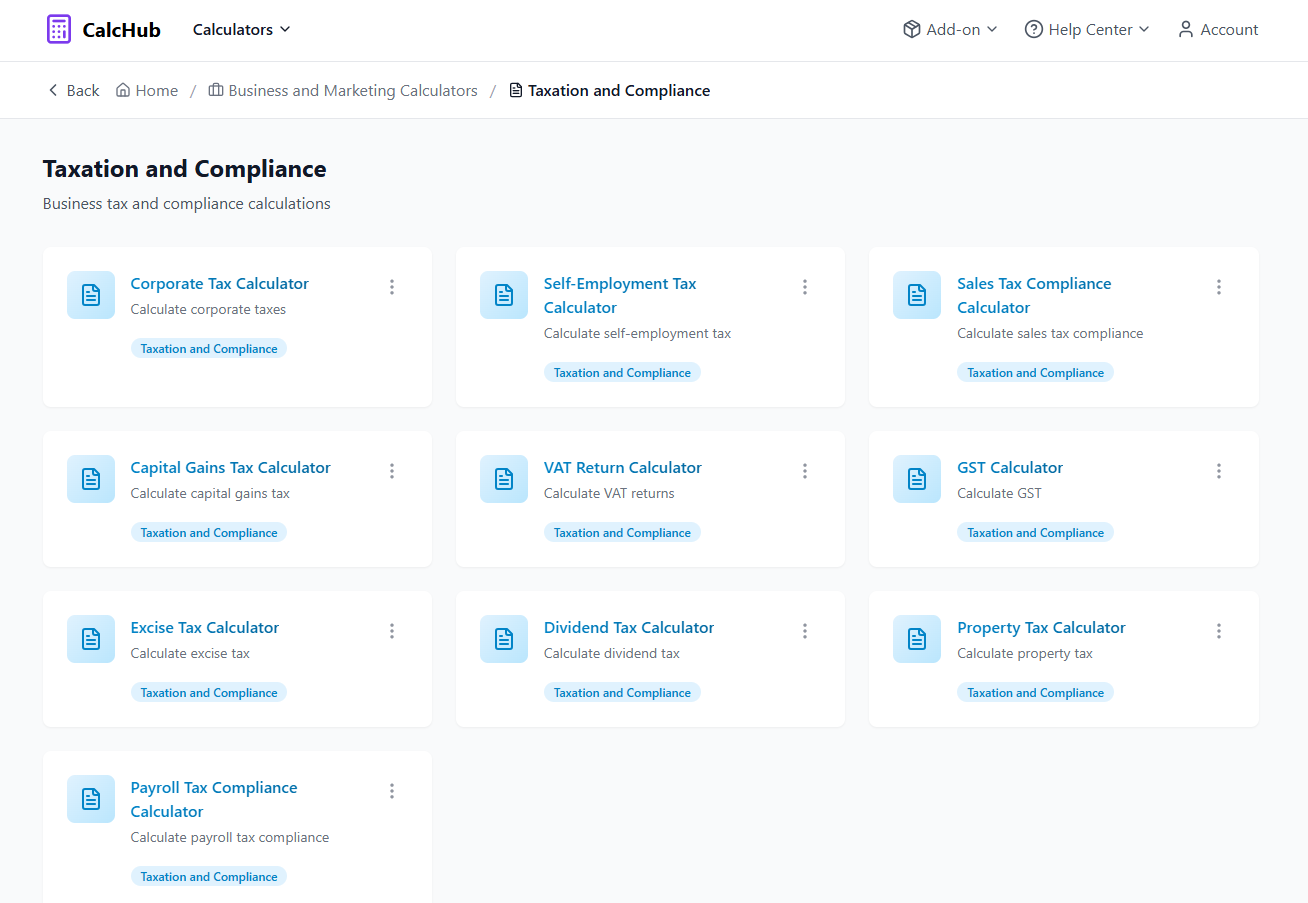 CalcHub
Calculators
Add-on
Help Center
Account
Back
Home
/
Business and Marketing Calculators
/
Taxation and Compliance
Taxation and Compliance
Business tax and compliance calculations
Corporate Tax Calculator
Calculate corporate taxes
Taxation and Compliance
Self-Employment Tax
Calculator
Calculate self-employment tax
Taxation and Compliance
Sales Tax Compliance
Calculator
Calculate sales tax compliance
Taxation and Compliance
Capital Gains Tax Calculator
Calculate capital gains tax
Taxation and Compliance
VAT Return Calculator
Calculate VAT returns
Taxation and Compliance
GST Calculator
Calculate GST
Taxation and Compliance
Excise Tax Calculator
Calculate excise tax
Taxation and Compliance
Dividend Tax Calculator
Calculate dividend tax
Taxation and Compliance
Property Tax Calculator
Calculate property tax
Taxation and Compliance
Payroll Tax Compliance
Calculator
Calculate payroll tax compliance
Taxation and Compliance